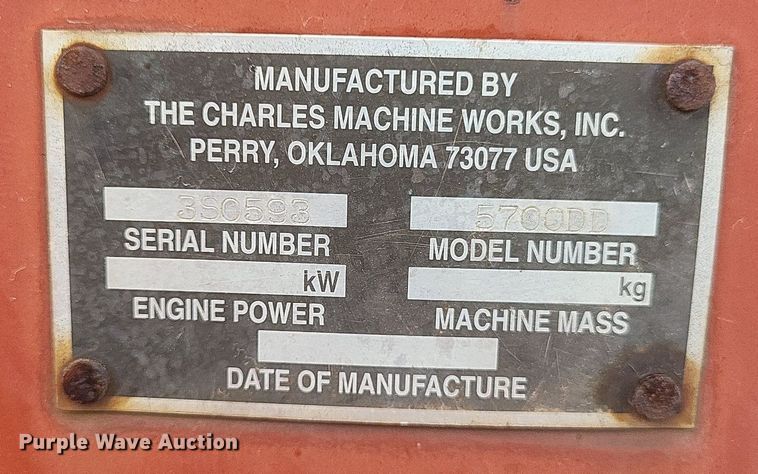 MANUFACTURED BY
THE CHARLES MACHINE WORKS, INC.
PERRY, OKLAHOMA 73077 USA
3S0593 5700DD
SERIAL NUMBER MODEL NUMBER
kW kg
ENGINE POWER MACHINE MASS
DATE OF MANUFACTURE
Purple Wave Auction